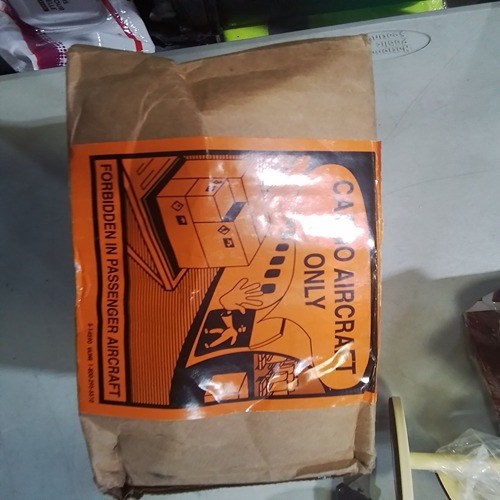 CARGO AIRCRAFT
ONLY
FORBIDDEN IN PASSENGER AIRCRAFT